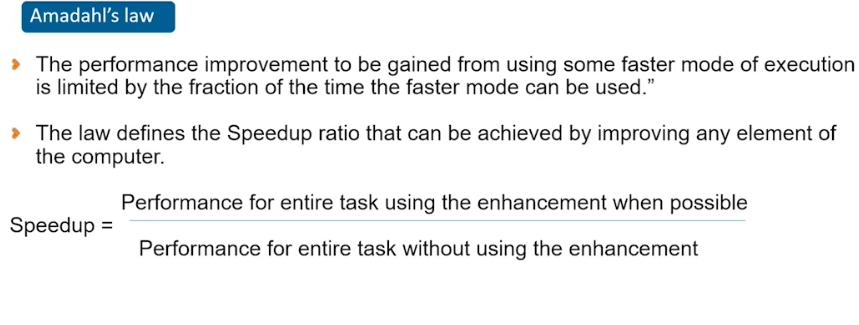 Amadahl's law
The performance improvement to be gained from using some faster mode of execution
is limited by the fraction of the time the faster mode can be used.”
The law defines the Speedup ratio that can be achieved by improving any element of
the computer.
Performance for entire task using the enhancement when possible
Speedup =
Performance for entire task without using the enhancement